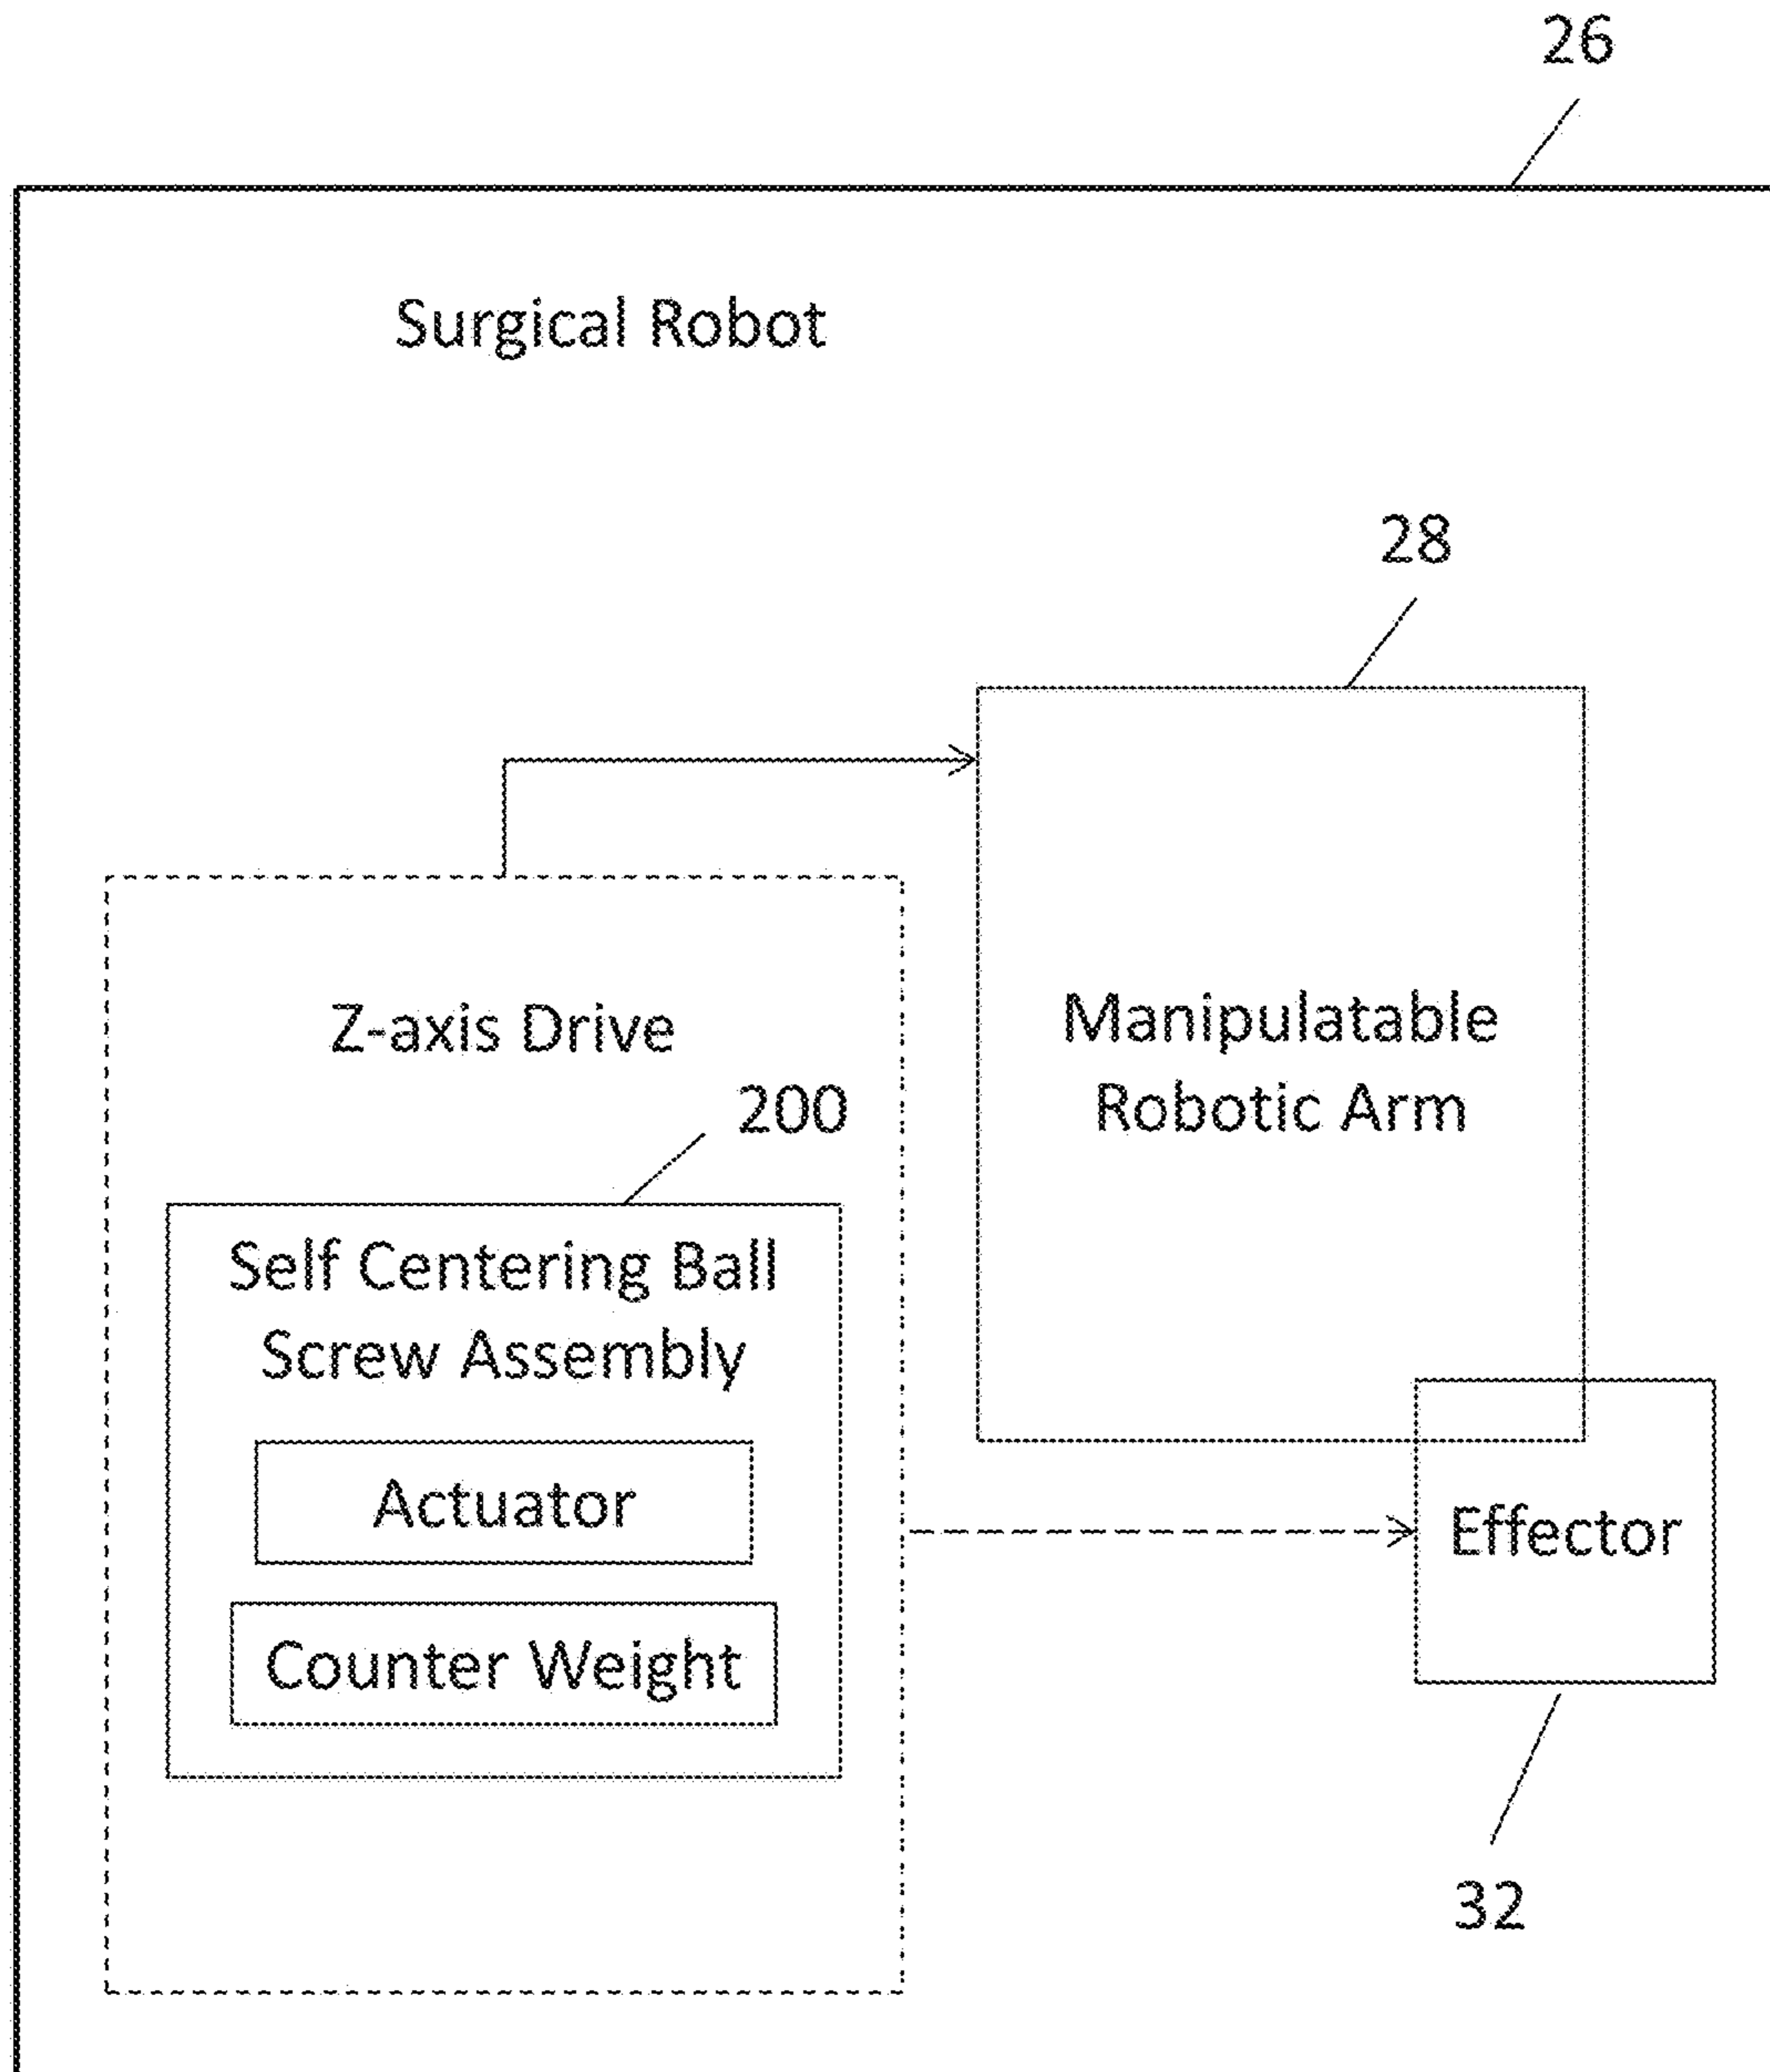 26
Surgical Robot
28
Manipulatable
Robotic Arm
Z-axis Drive
200
Self Centering Ball
Screw Assembly
Actuator
Counter Weight
Effector
32